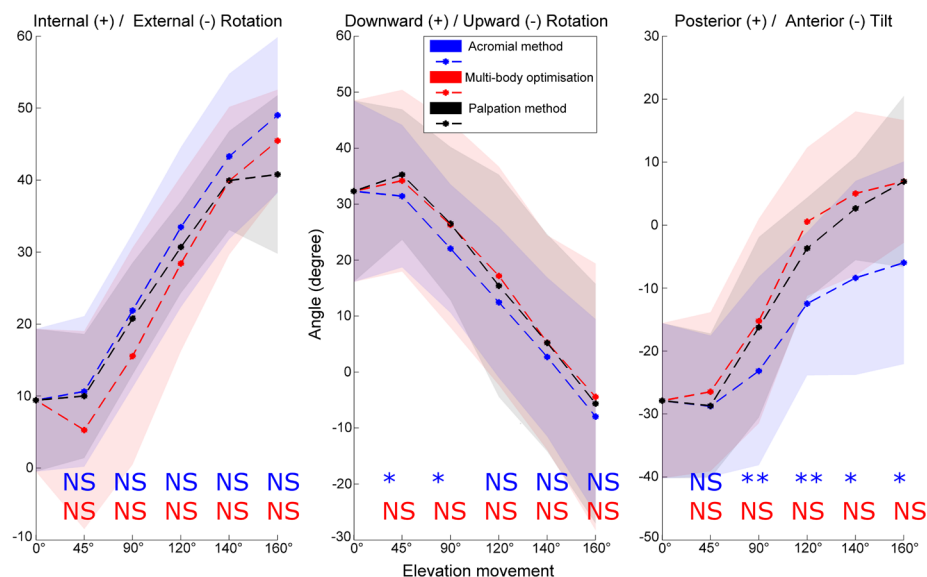 Internal (+) / External (-) Rotation
60
50
40
30
20
10
0
-10
NS NS NS NS NS
NS NS NS NS NS
0° 45° 90° 120° 140° 160°
Downward (+) / Upward (-) Rotation
Angle (degree)
60
50
40
30
20
10
0
-10
-20
-30
Acromial method
Multi-body optimisation
Palpation method
* * NS NS NS
NS NS NS NS NS
0° 45° 90° 120° 140° 160°
Elevation movement
Posterior (+) / Anterior (-) Tilt
30
20
10
0
-10
-20
-30
-40
-50
NS ** ** * *
NS NS NS NS NS
0° 45° 90° 120° 140° 160°